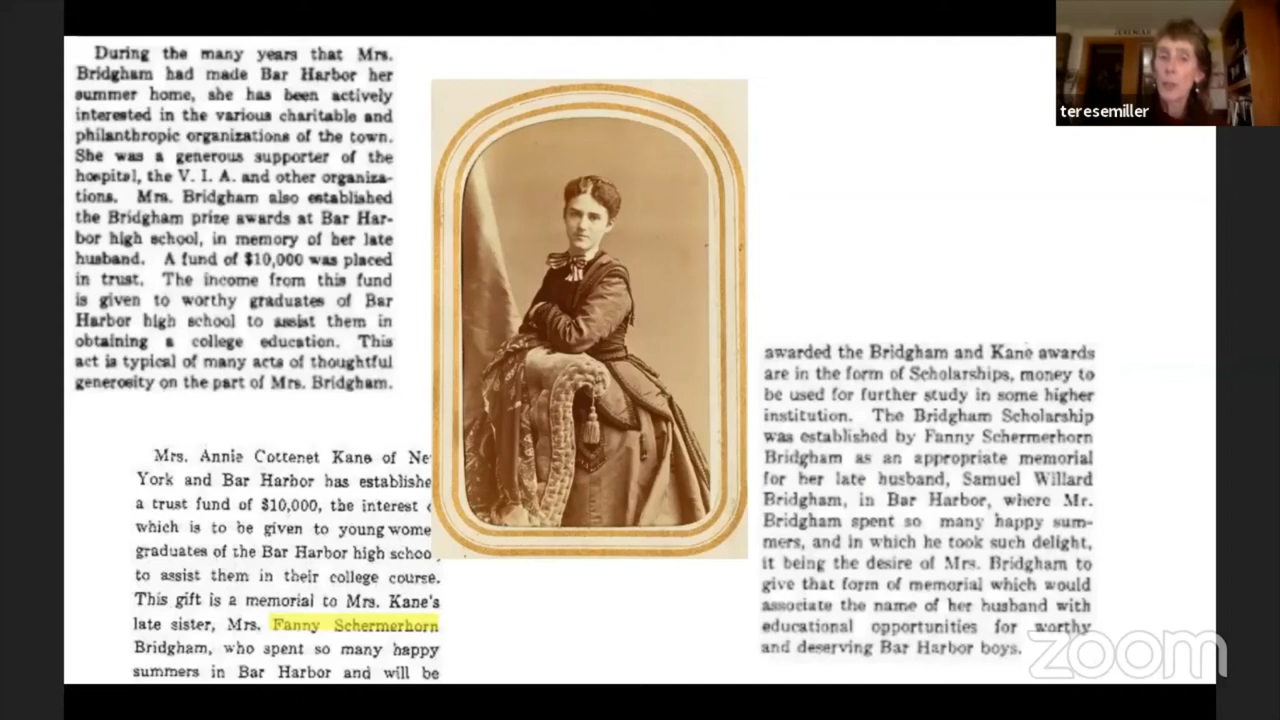 During the many years that Mrs.
Bridgham had made Bar Harbor her
summer home, she has been actively
interested in the various charitable and
philanthropic organizations of the town.
She was a generous supporter of the
hospital, the V. I. A. and other organiza-
tions. Mrs. Bridgham also established
the Bridgham prize awards at Bar Har-
bor high school, in memory of her late
husband. A fund of $10,000 was placed
in trust. The income from this fund
is given to worthy graduates of Bar
Harbor high school to assist them in
obtaining a college education. This
act is typical of many acts of thoughtful
generosity on the part of Mrs. Bridgham.
Mrs. Annie Cottenet Kane of Ne
York and Bar Harbor has establishe
a trust fund of $10,000, the interest
which is to be given to young wome
graduates of the Bar Harbor high schoo
to assist them in their college course.
This gift is a memorial to Mrs. Kane's
late sister, Mrs. Fanny Schermerhorn
Bridgham, who spent so many happy
summers in Bar Harbor and will be
awarded the Bridgham and Kane awards
are in the form of Scholarships, money to
be used for further study in some higher
institution. The Bridgham Scholarship
was established by Fanny Schermerhorn
Bridgham as an appropriate memorial
for her late husband, Samuel Willard
Bridgham, in Bar Harbor, where Mr.
Bridgham spent so many happy sum-
mers, and in which he took such delight,
it being the desire of Mrs. Bridgham to
give that form of memorial which would
associate the name of her husband with
educational opportunities for worthy
and deserving Bar Harbor boys.
JEREMIAH
teresemiller
zoom